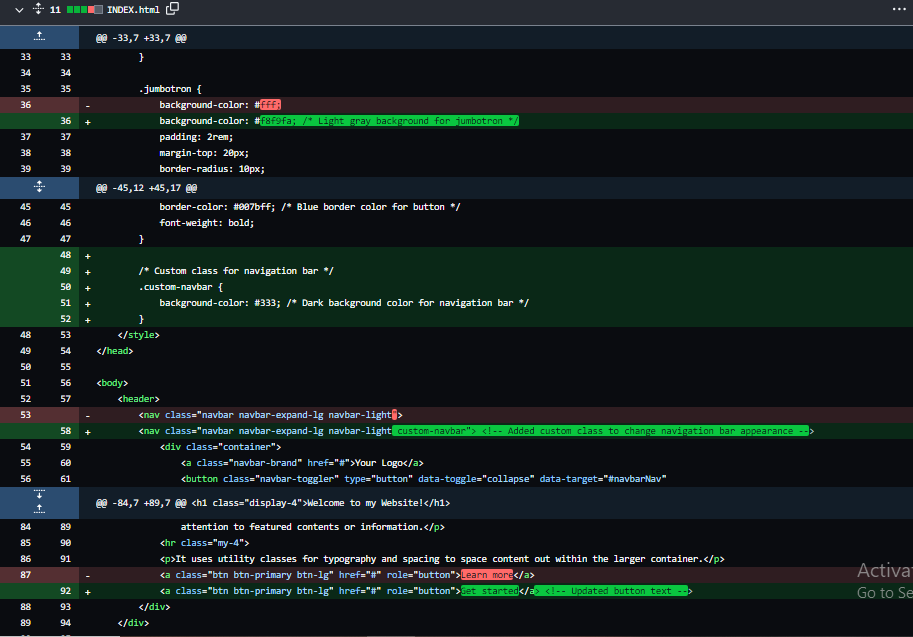 11 INDEX.html
@@ -33,7 +33,7 @@
33 33 }
34 34
35 35 .jumbotron {
36 - background-color: #fff;
36 + background-color: #f8f9fa; /* Light gray background for jumbotron */
37 37 padding: 2rem;
38 38 margin-top: 20px;
39 39 border-radius: 10px;
@@ -45,12 +45,17 @@
45 45 border-color: #007bff; /* Blue border color for button */
46 46 font-weight: bold;
47 47 }
48 +
49 + /* Custom class for navigation bar */
50 + .custom-navbar {
51 + background-color: #333; /* Dark background color for navigation bar */
52 + }
48 53 </style>
49 54 </head>
50 55
51 56 <body>
52 57 <header>
53 - <nav class="navbar navbar-expand-lg navbar-light">
58 + <nav class="navbar navbar-expand-lg navbar-light custom-navbar"> <!-- Added custom class to change navigation bar appearance -->
54 59 <div class="container">
55 60 <a class="navbar-brand" href="#">Your Logo</a>
56 61 <button class="navbar-toggler" type="button" data-toggle="collapse" data-target="#navbarNav"
@@ -84,7 +89,7 @@ <h1 class="display-4">Welcome to my Website!</h1>
84 89 attention to featured contents or information.</p>
85 90 <hr class="my-4">
86 91 <p>It uses utility classes for typography and spacing to space content out within the larger container.</p>
87 - <a class="btn btn-primary btn-lg" href="#" role="button">Learn more</a>
92 + <a class="btn btn-primary btn-lg" href="#" role="button">Get started</a> <!-- Updated button text -->
88 93 </div>
89 94 </div>
Activat
Go to Se